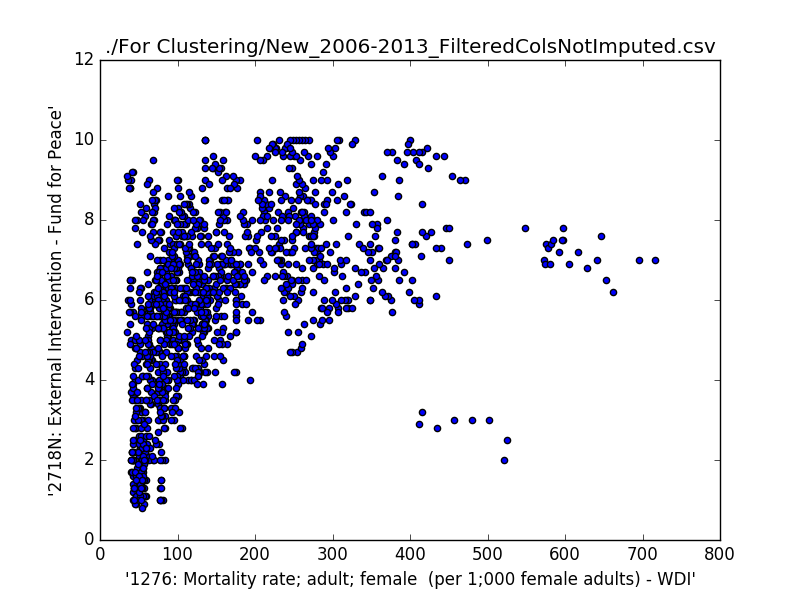 ./For Clustering/New_2006-2013_FilteredColsNotImputed.csv
12
10
8
6
4
2
0
'2718N: External Intervention - Fund for Peace'
0 100 200 300 400 500 600 700 800
'1276: Mortality rate; adult; female  (per 1;000 female adults) - WDI'